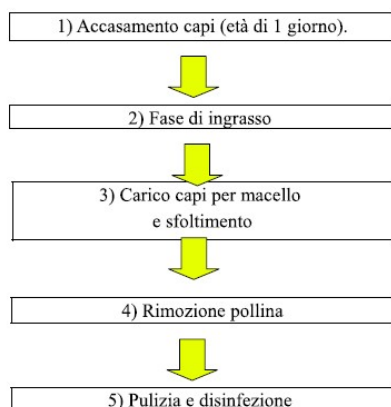 1) Accasamento capi (età di 1 giorno).
2) Fase di ingrasso
3) Carico capi per macello
e sfoltimento
4) Rimozione pollina
5) Pulizia e disinfezione